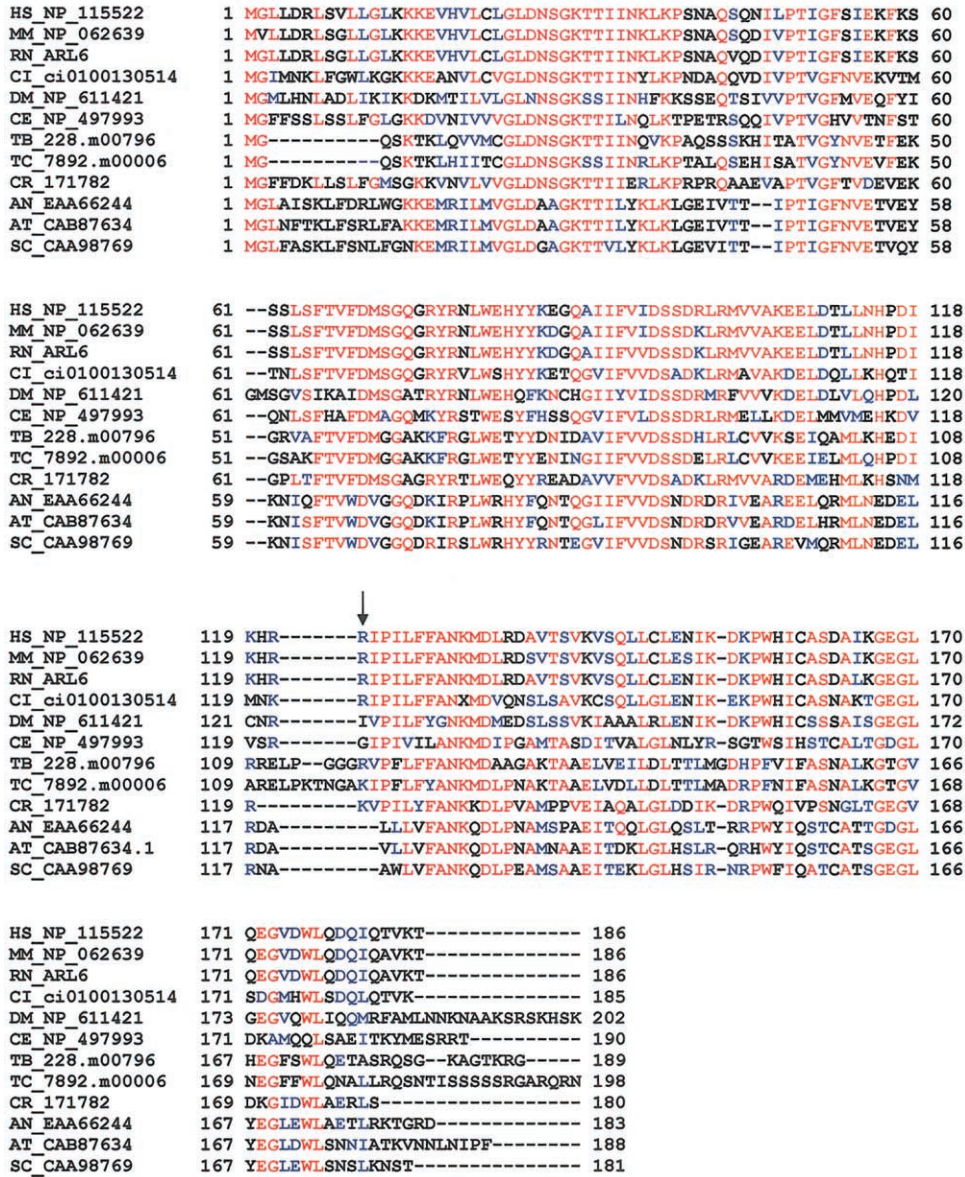 HS_NP_115522 1 MGLLDRLSVLLGLKKKEVHVLCLGLDNSGKTTIINKLKPSNAQSQNILPTIGFSIEKFKS 60
MM_NP_062639 1 MVLLDRLSGLLGLKKKEVHVLCLGLDNSGKTTIINKLKPSNAQSQDIVPTIGFSIEKFKS 60
RN_ARL6 1 MGLLDRLSGLLGLKKKEVHVLCLGLDNSGKTTIINKLKPSNAQVQDIVPTIGFSIEKFKS 60
CI_ci0100130514 1 MGIMNKLFGWLKGKKKEANVLCVGLDNSGKTTIINYLKPNDAQQVDIVPTVGFNVEKVTM 60
DM_NP_611421 1 MGMLHNLADLIKIKKDKMTILVLGLNNSGKSSIINHFKKSSEQTSIVVPTVGFMVEQFYI 60
CE_NP_497993 1 MGFFSSLSSLFGLGKKDVNIVVVGLDNSGKTTILNQLKTPETRSQQIVPTVGHVVTNFST 60
TB_228.m00796 1 MG----------QSKTKLQVVMCGLDNSGKTTIINQVKPAQSSSKHITATVGYNVETFEK 50
TC_7892.m00006 1 MG----------QSKTKLHIITCGLDNSGKSSIINRLKPTALQSEHISATVGYNVEVFEK 50
CR_171782 1 MGFFDKLLSLFGMSGKKVNVLVVGLDNSGKTTIIERLKPRPRQAAEVAPTVGFTVDEVEK 60
AN_EAA66244 1 MGLAISKLFDRLWGKKEMRILMVGLDAAGKTTILYKLKLGEIVTT--IPTIGFNVETVEY 58
AT_CAB87634 1 MGLNFTKLFSRLFAKKEMRILMVGLDAAGKTTILYKLKLGEIVTT--IPTIGFNVETVEY 58
SC_CAA98769 1 MGLFASKLFSNLFGNKEMRILMVGLDGAGKTTVLYKLKLGEVITT--IPTIGFNVETVQY 58
HS_NP_115522 61 --SSLSFTVFDMSGQGRYRNLWEHYYKEGQAIIFVIDSSDRLRMVVAKEELDTLLNHPDI 118
MM_NP_062639 61 --SSLSFTVFDMSGQGRYRNLWEHYYKDGQAIIFVIDSSDKLRMVVAKEELDTLLNHPDI 118
RN_ARL6 61 --SSLSFTVFDMSGQGRYRNLWEHYYKDGQAIIFVVDSSDKLRMVVAKEELDTLLNHPDI 118
CI_ci0100130514 61 --TNLSFTVFDMSGQGRYRVLWSHYYKETQGVIFVVDSADKLRMAVAKDELDQLLKHQTI 118
DM_NP_611421 61 GMSGVSIKAIDMSGATRYRNLWEHQFKNCHGIIYVIDSSDRMRFVVVKDELDLVLQHPDL 120
CE_NP_497993 61 --QNLSFHAFDMAGQMKYRSTWESYFHSSQGVIFVLDSSDRLRMELLKDELMMVMEHKDV 118
TB_228.m00796 51 --GRVAFTVFDMGGAKKFRGLWETYYDNIDAVIFVVDSSDHLRLCVVKSEIQAMLKHEDI 108
TC_7892.m00006 51 --GSAKFTVFDMGGAKKFRGLWETYYENINGIIFVVDSSDELRLCVVKEEIELMLQHPDI 108
CR_171782 61 --GPLTFTVFDMSGAGRYRTLWEQYYREADAVVFVVDSADKLRMVVARDEMEHMLKHSNM 118
AN_EAA66244 59 --KNIQFTVWDVGGQDKIRPLWRHYFQNTQGIIFVVDSNDRDRIVEAREELQRMLNEDEL 116
AT_CAB87634 59 --KNISFTVWDVGGQDKIRPLWRHYFQNTQGLIFVVDSNDRDRVVEARDELHRMLNEDEL 116
SC_CAA98769 59 --KNISFTVWDVGGQDRIRSLWRHYYRNTEGVIFVVDSNDRSRIGEAREVMQRMLNEDEL 116
HS_NP_115522 119 KHR-------RIPILFFANKMDLRDAVTSVKVSQLLCLENIK-DKPWHICASDAIKGEGL 170
MM_NP_062639 119 KHR-------RIPILFFANKMDLRDSVTSVKVSQLLCLESIK-DKPWHICASDAIKGEGL 170
RN_ARL6 119 KHR-------RIPILFFANKMDLRDAVTSVKVSQLLCLENIK-DKPWHICASDALKGEGL 170
CI_ci0100130514 119 MNK-------RIPILFFANXMDVQNSLSAVKCSQLLCLENIK-EKPWHICASNAKTGEGL 170
DM_NP_611421 121 CNR-------IVPILFYGNKMDMEDSLSSVKIAAALRLENIK-DKPWHICSSSAISGEGL 172
CE_NP_497993 119 VSR-------GIPIVILANKMDIPGAMTASDITVALGLNLYR-SGTWSIHSTCALTGDGL 170
TB_228.m00796 109 RRELP--GGGRVPFLFFANKMDAAGAKTAAELVEILDLTTLMGDHPFVIFASNALKGTGV 166
TC_7892.m00006 109 ARELPKTNGAKIPFLFYANKMDLPNAKTAAELVDLLDLTTLMADRPFNIFASNALKGTGV 168
CR_171782 119 R---------KVPILYFANKKDLPVAMPPVEIAQALGLDDIK-DRPWQIVPSNGLTGEGV 168
AN_EAA66244 117 RDA---------LLLVFANKQDLPNAMSPAEITQQLGLQSLT-RRPWYIQSTCATTGDGL 166
AT_CAB87634.1 117 RDA---------VLLVFANKQDLPNAMNAAEITDKLGLHSLR-QRHWYIQSTCATSGEGL 166
SC_CAA98769 117 RNA---------AWLVFANKQDLPEAMSAAEITEKLGLHSIR-NRPWFIQATCATSGEGL 166
HS_NP_115522 171 QEGVDWLQDQIQTVKT---------------- 186
MM_NP_062639 171 QEGVDWLQDQIQAVKT---------------- 186
RN_ARL6 171 QEGVDWLQDQIQAVKT---------------- 186
CI_ci0100130514 171 SDGMHWLSDQLQTVK----------------- 185
DM_NP_611421 173 GEGVQWLIQQMRFAMLNNKNAAKSRSKHSK 202
CE_NP_497993 171 DKAMQQLSAEITKYMESRRT------------ 190
TB_228.m00796 167 HEGFSWLQETASRQSG--KAGTKRG----- 189
TC_7892.m00006 169 NEGFFWLQNALLRQSNTISSSSSRGARQRN 198
CR_171782 169 DKGIDWLAERLS-------------------- 180
AN_EAA66244 167 YEGLEWLAETLRKTGRD--------------- 183
AT_CAB87634 167 YEGLDWLSNNIATKVNNLNIPF---------- 188
SC_CAA98769 167 YEGLEWLSNSLKNST----------------- 181